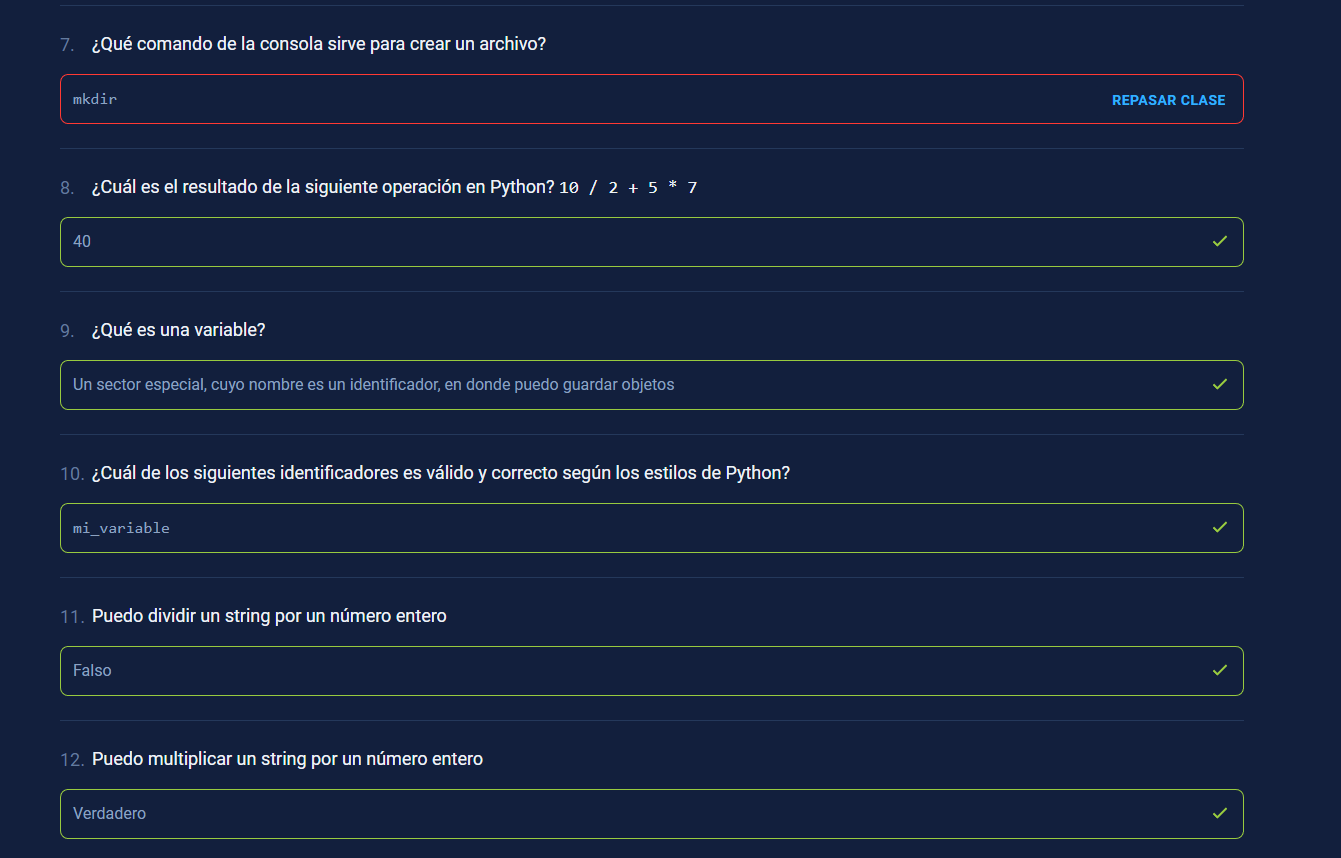 7. ¿Qué comando de la consola sirve para crear un archivo?
mkdir REPASAR CLASE
8. ¿Cuál es el resultado de la siguiente operación en Python? 10 / 2 + 5 * 7
40
9. ¿Qué es una variable?
Un sector especial, cuyo nombre es un identificador, en donde puedo guardar objetos
10. ¿Cuál de los siguientes identificadores es válido y correcto según los estilos de Python?
mi_variable
11. Puedo dividir un string por un número entero
Falso
12. Puedo multiplicar un string por un número entero
Verdadero